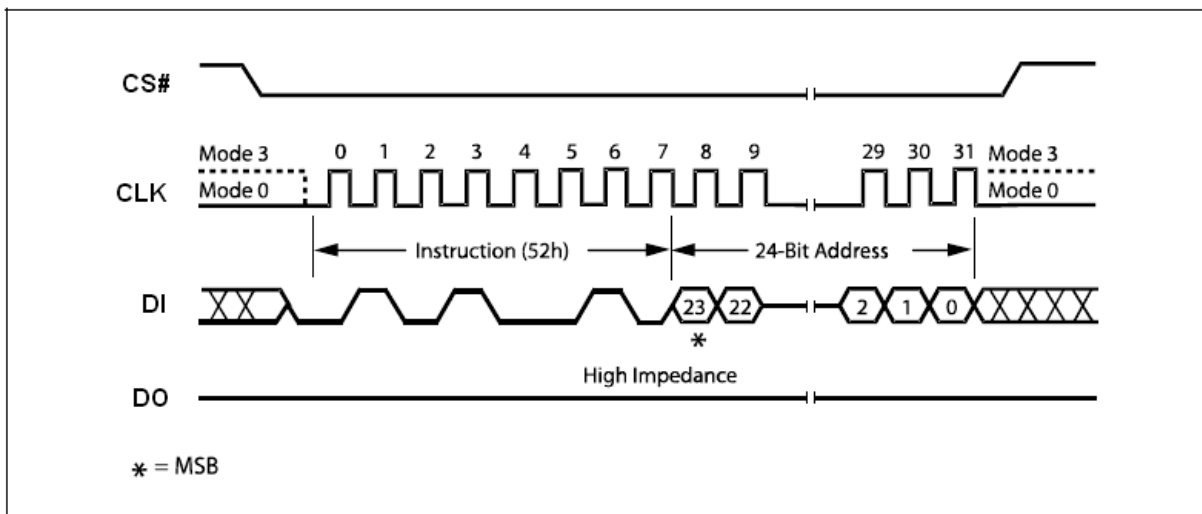 CS#
Mode 3 0 1 2 3 4 5 6 7 8 9 29 30 31 Mode 3
CLK Mode 0 Mode 0
Instruction (52h) 24-Bit Address
DI 23 22 2 1 0
*
High Impedance
DO
* = MSB